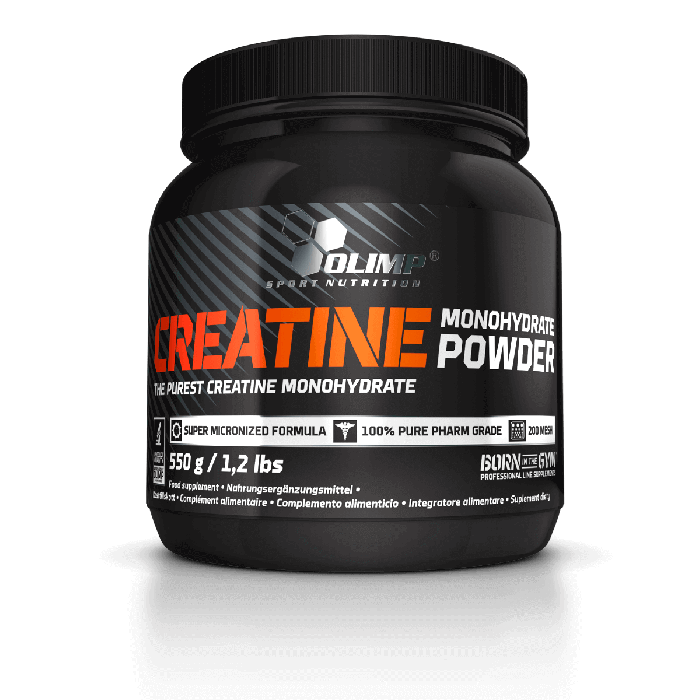 OLIMP®
SPORT NUTRITION
CREATINE MONOHYDRATE
POWDER
THE PUREST CREATINE MONOHYDRATE
SUPER MICRONIZED FORMULA 100% PURE PHARM GRADE 200 MESH
550 g / 1,2 lbs
BORN IN THE GYM
PROFESSIONAL LINE SUPPLEMENTS
Food supplement • Nahrungsergänzungsmittel •
• Complément alimentaire • Complemento alimenticio • Integratore alimentare • Suplement diety